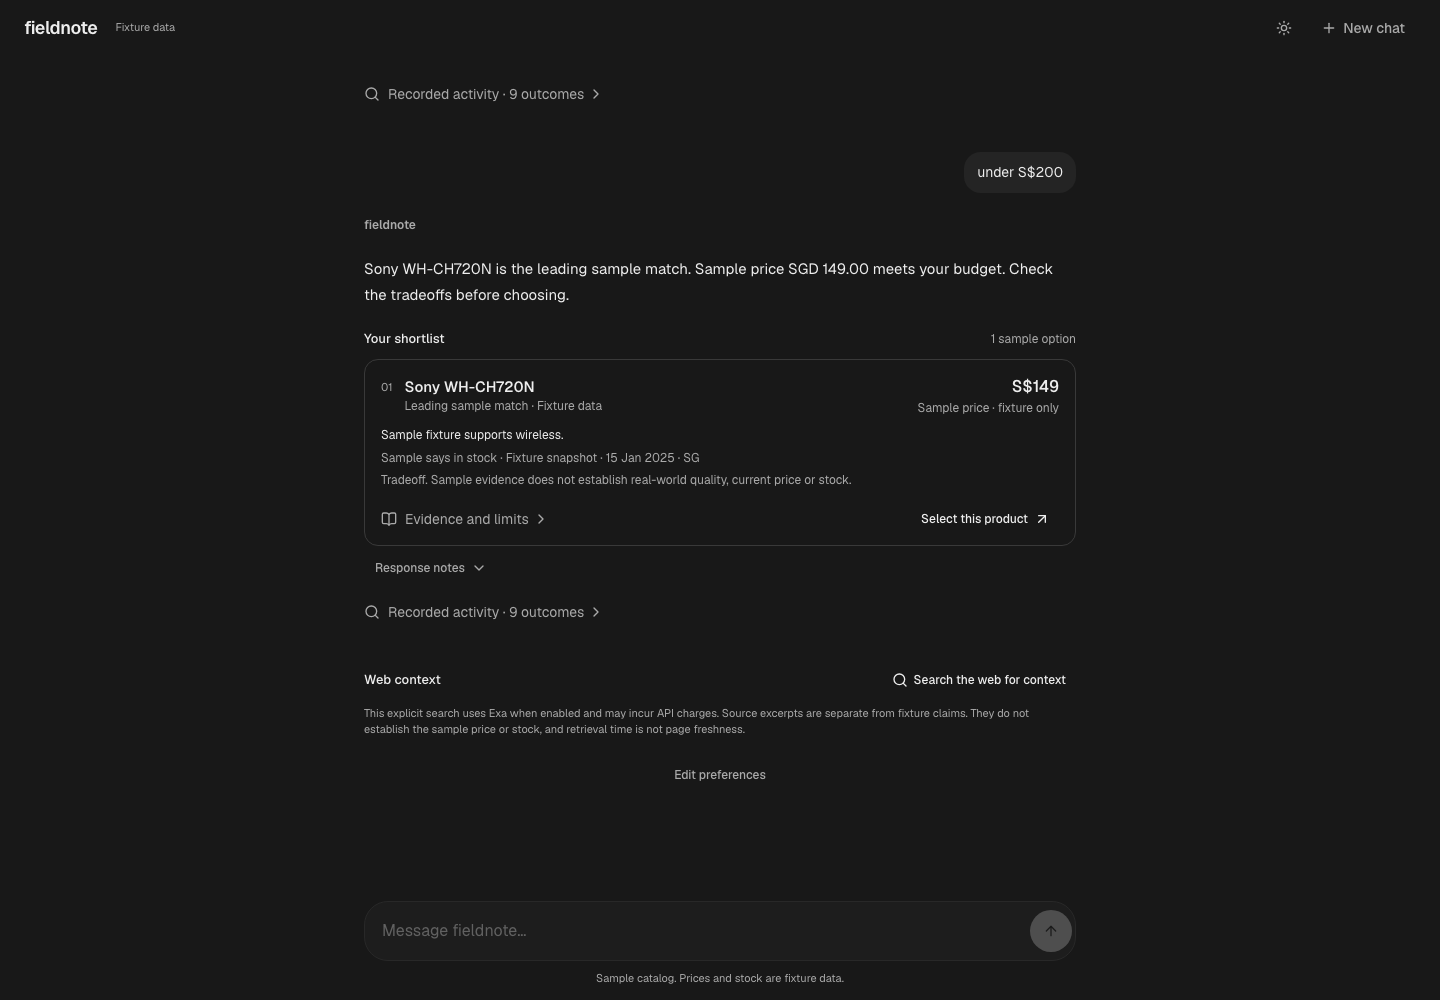 fieldnote
Fixture data
New chat
Recorded activity · 9 outcomes
under S$200
fieldnote
Sony WH-CH720N is the leading sample match. Sample price SGD 149.00 meets your budget. Check
the tradeoffs before choosing.
Your shortlist
1 sample option
01 Sony WH-CH720N
S$149
Leading sample match · Fixture data
Sample price · fixture only
Sample fixture supports wireless.
Sample says in stock · Fixture snapshot · 15 Jan 2025 · SG
Tradeoff. Sample evidence does not establish real-world quality, current price or stock.
Evidence and limits
Select this product
Response notes
Recorded activity · 9 outcomes
Web context
Search the web for context
This explicit search uses Exa when enabled and may incur API charges. Source excerpts are separate from fixture claims. They do not
establish the sample price or stock, and retrieval time is not page freshness.
Edit preferences
Message fieldnote...
Sample catalog. Prices and stock are fixture data.